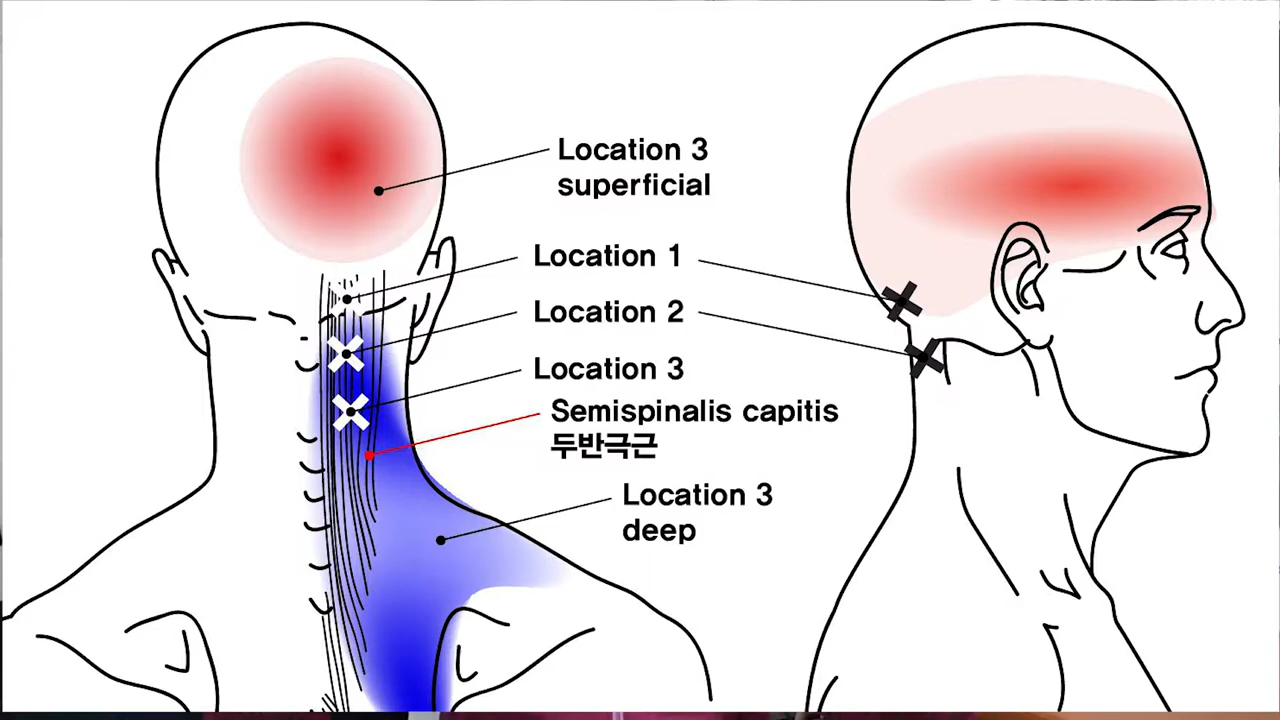 Location 3
superficial
Location 1
Location 2
Location 3
Semispinalis capitis
두반극근
Location 3
deep